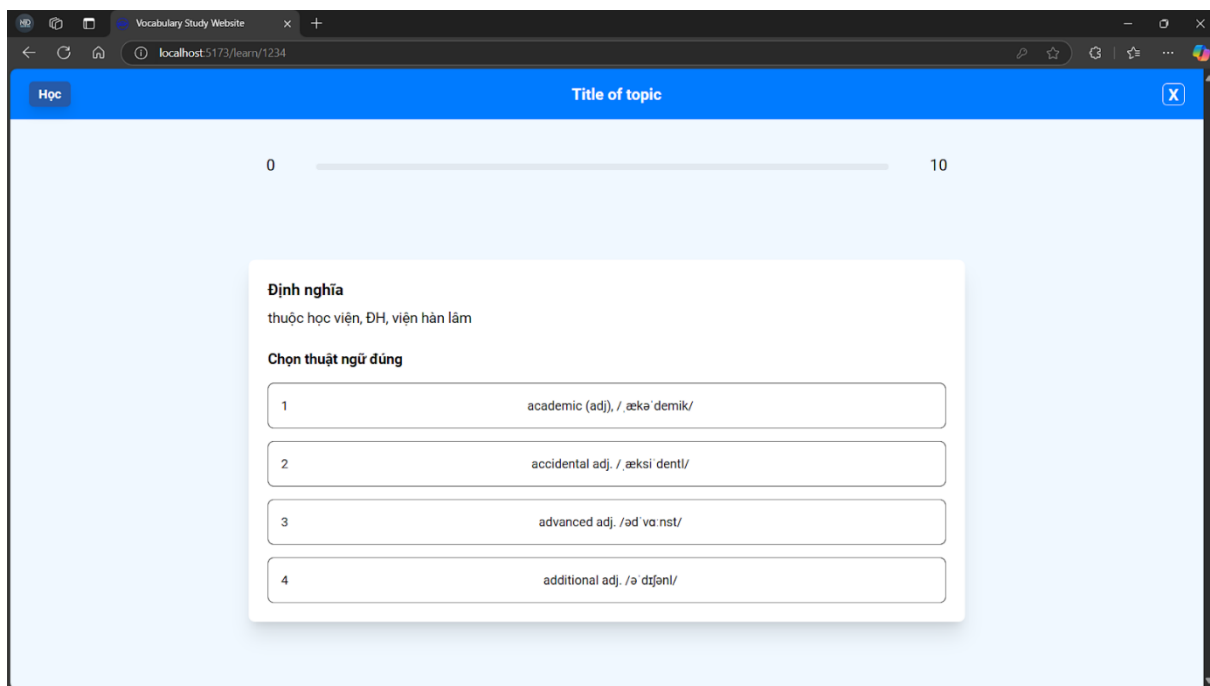 ND
Vocabulary Study Website
localhost:5173/learn/1234
Học
Title of topic
X
0
10
Định nghĩa
thuộc học viện, ĐH, viện hàn lâm
Chọn thuật ngữ đúng
1 academic (adj), /ˌækəˈdemik/
2 accidental adj. /ˌæksiˈdentl/
3 advanced adj. /ədˈvɑːnst/
4 additional adj. /əˈdɪʃənl/